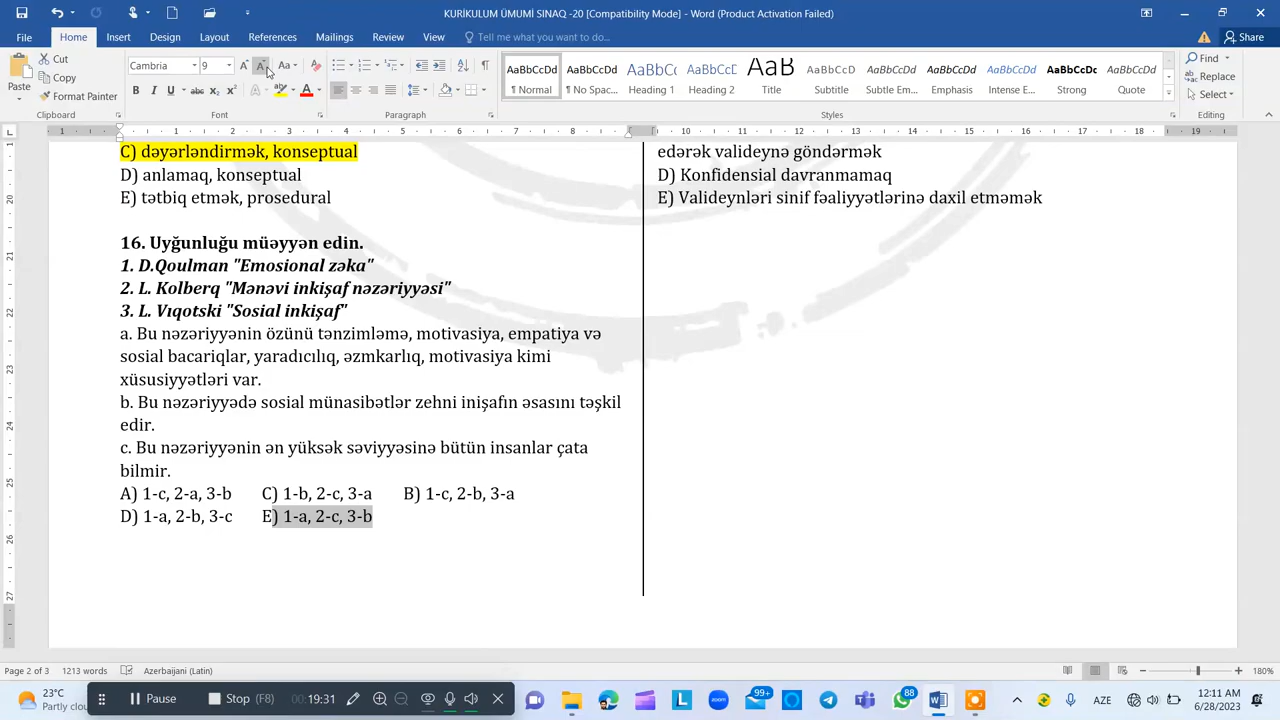 KURİKULUM ÜMUMİ SINAQ -20 [Compatibility Mode] - Word (Product Activation Failed)
File Home Insert Design Layout References Mailings Review View Tell me what you want to do...
Cut
Copy
Format Painter
Paste
Clipboard
Cambria 9
Font
Paragraph
AaBbCcDd AaBbCcDd AaBbCcD AaBbCcD AaB AaBbCcD AaBbCcDd AaBbCcDd AaBbCcDd AaBbCcDc AaBbCcDd
¶ Normal ¶ No Spac... Heading 1 Heading 2 Title Subtitle Subtle Em... Emphasis Intense E... Strong Quote
Styles
Find
Replace
Select
Editing
C) dəyərləndirmək, konseptual
D) anlamaq, konseptual
E) tətbiq etmək, prosedural
16. Uyğunluğu müəyyən edin.
1. D.Qoulman "Emosional zəka"
2. L. Kolberq "Mənəvi inkişaf nəzəriyyəsi"
3. L. Vıqotski "Sosial inkişaf"
a. Bu nəzəriyyənin özünü tənzimləmə, motivasiya, empatiya və
sosial bacariqlar, yaradıcılıq, əzmkarlıq, motivasiya kimi
xüsusiyyətləri var.
b. Bu nəzəriyyədə sosial münasibətlər zehni inişafın əsasını təşkil
edir.
c. Bu nəzəriyyənin ən yüksək səviyyəsinə bütün insanlar çata
bilmir.
A) 1-c, 2-a, 3-b C) 1-b, 2-c, 3-a B) 1-c, 2-b, 3-a
D) 1-a, 2-b, 3-c E) 1-a, 2-c, 3-b
edərək valideynə göndərmək
D) Konfidensial davranmamaq
E) Valideynləri sinif fəaliyyətlərinə daxil etməmək
Page 2 of 3 1213 words Azerbaijani (Latin) 180%
23°C
Partly clo
Pause Stop (F8) 00:19:31
99+ 88 AZE
12:11 AM
6/28/2023